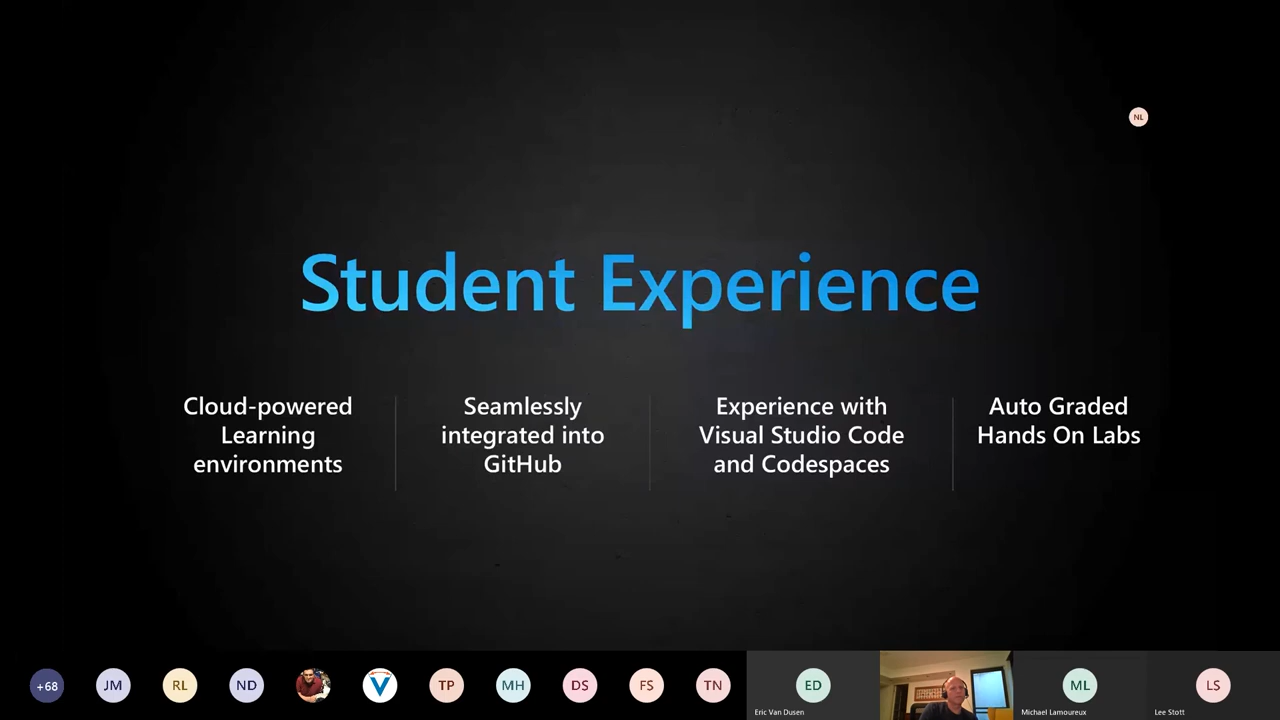 NL
Student Experience
Cloud-powered
Learning
environments
Seamlessly
integrated into
GitHub
Experience with
Visual Studio Code
and Codespaces
Auto Graded
Hands On Labs
+68
JM
RL
ND
V
TP
MH
DS
FS
TN
ED
Eric Van Dusen
ML
Michael Lamoureux
LS
Lee Stott